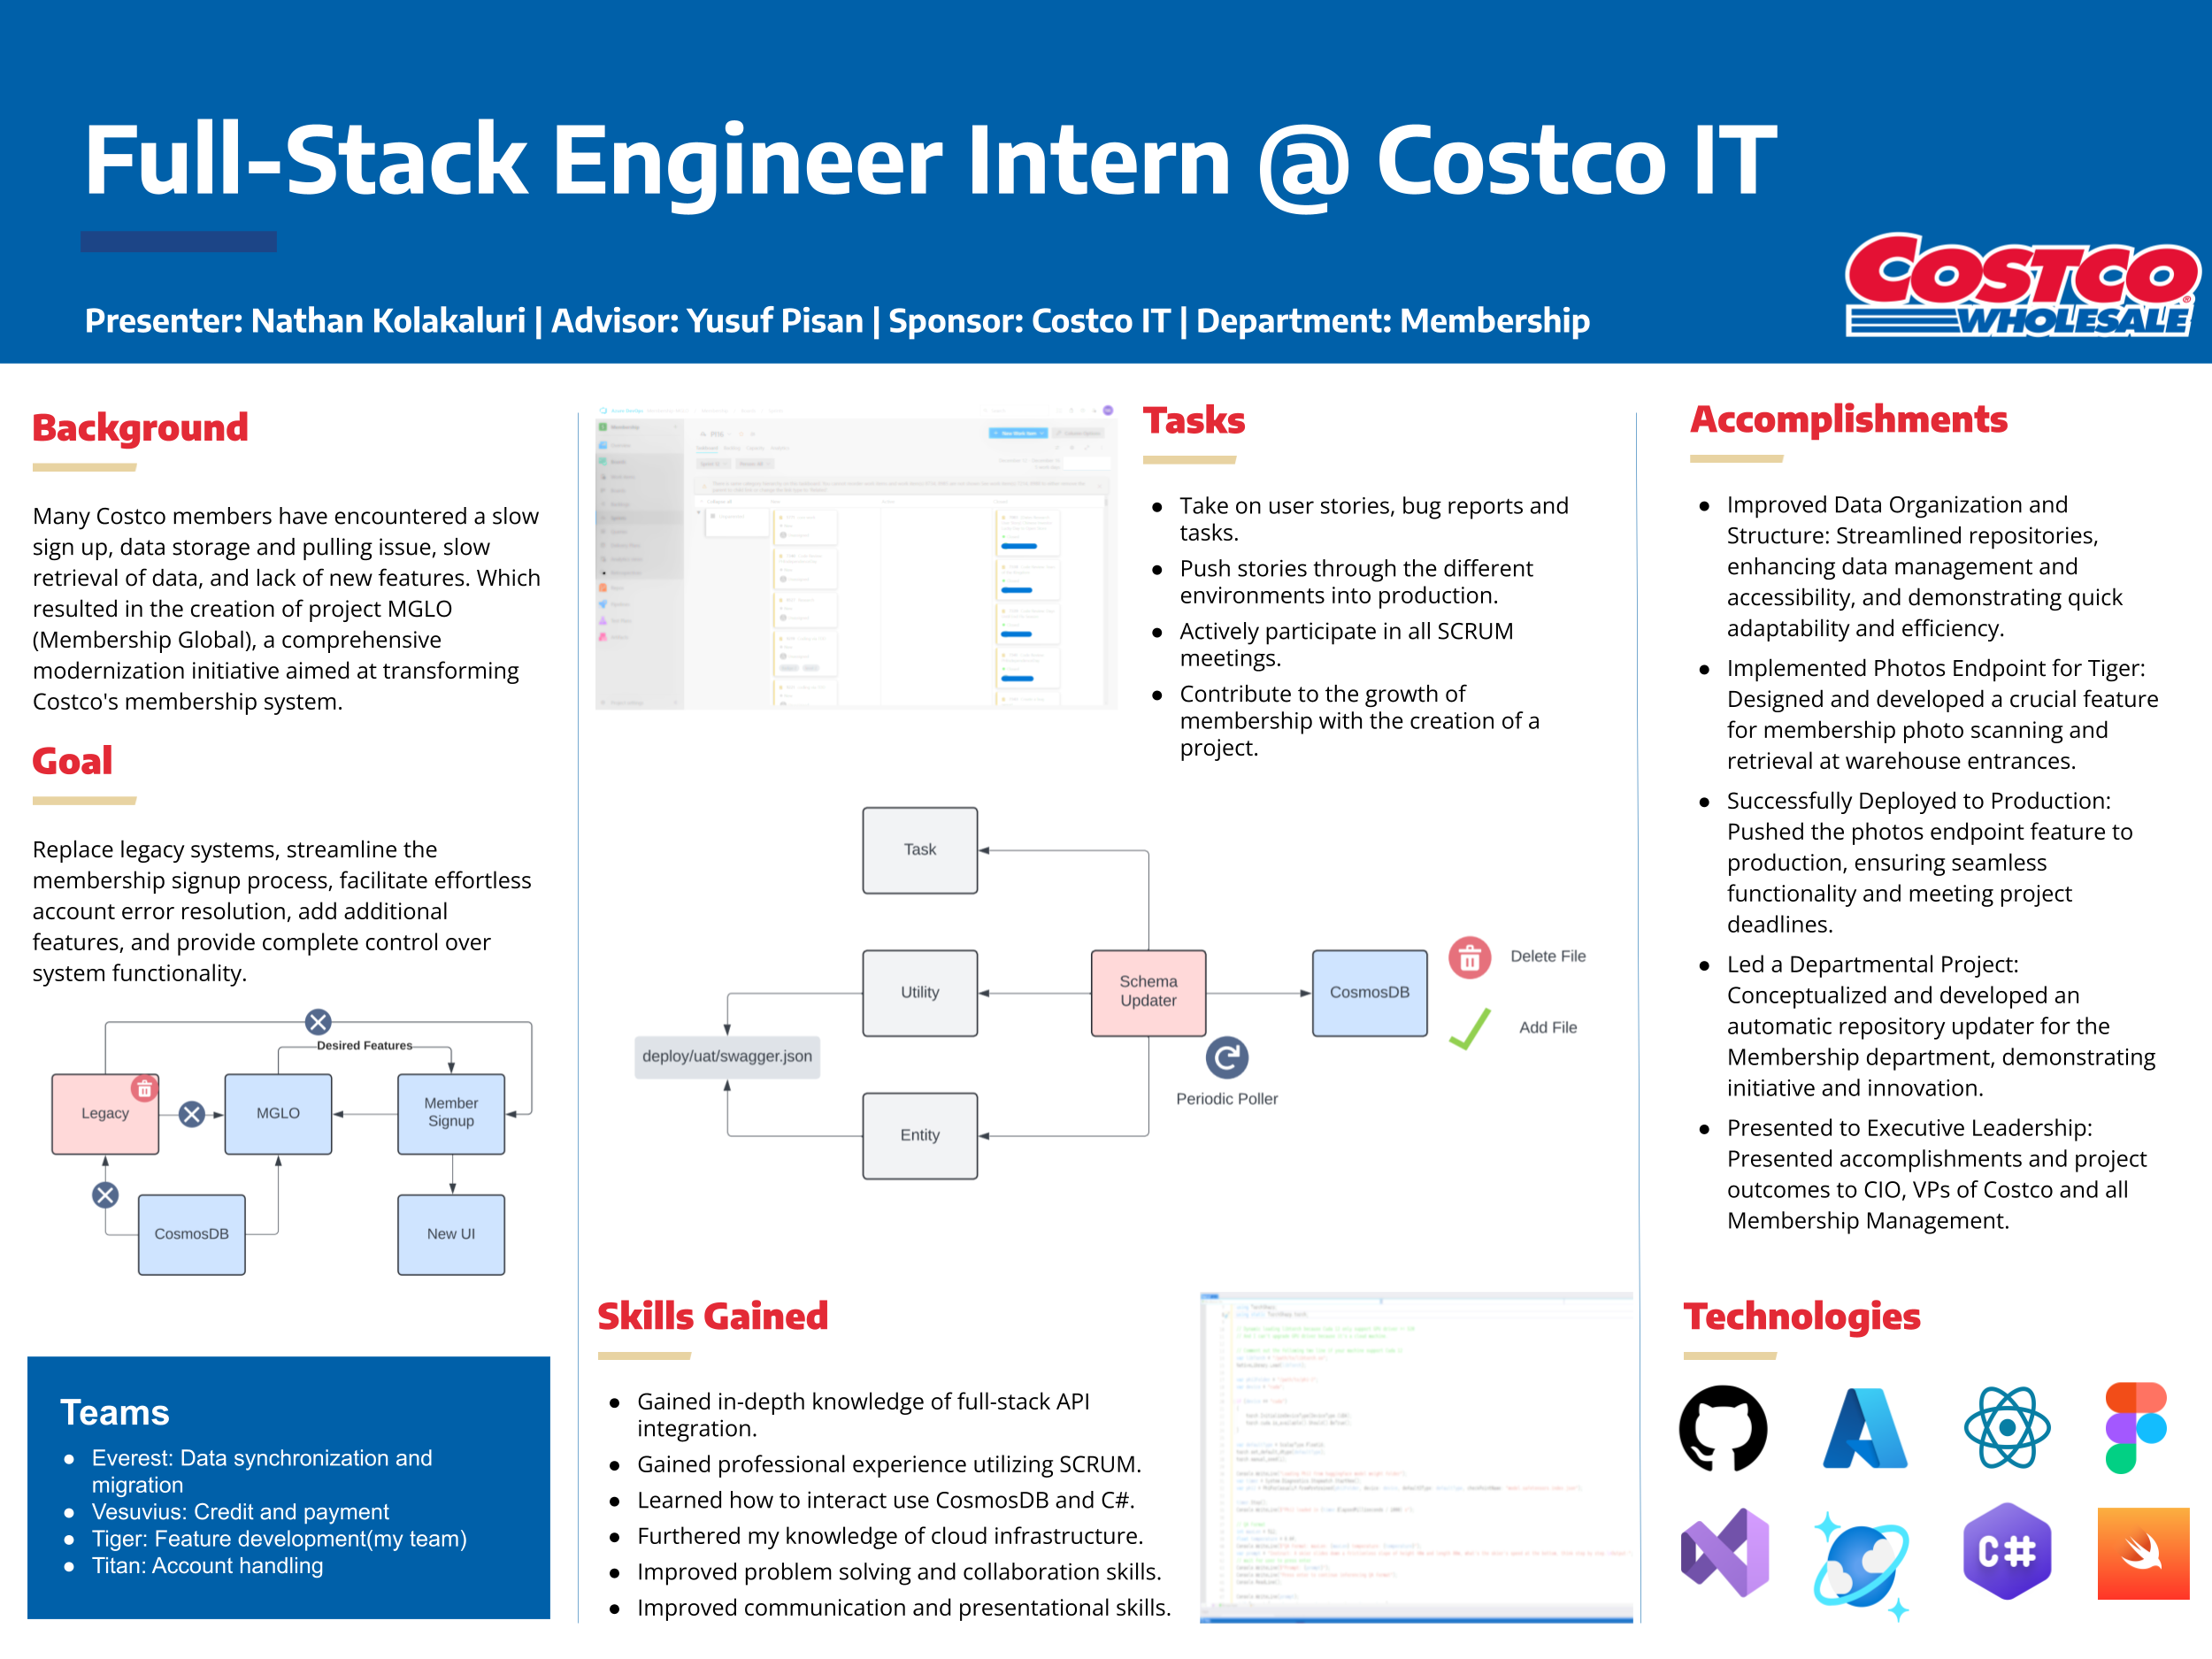 Full-Stack Engineer Intern @ Costco IT
Presenter: Nathan Kolakaluri | Advisor: Yusuf Pisan | Sponsor: Costco IT | Department: Membership
COSTCO
WHOLESALE
Background
Many Costco members have encountered a slow
sign up, data storage and pulling issue, slow
retrieval of data, and lack of new features. Which
resulted in the creation of project MGLO
(Membership Global), a comprehensive
modernization initiative aimed at transforming
Costco's membership system.
Goal
Replace legacy systems, streamline the
membership signup process, facilitate effortless
account error resolution, add additional
features, and provide complete control over
system functionality.
Desired Features
Legacy
MGLO
Member
Signup
CosmosDB
New UI
Teams
● Everest: Data synchronization and
migration
● Vesuvius: Credit and payment
● Tiger: Feature development(my team)
● Titan: Account handling
Tasks
● Take on user stories, bug reports and
tasks.
● Push stories through the different
environments into production.
● Actively participate in all SCRUM
meetings.
● Contribute to the growth of
membership with the creation of a
project.
Task
Utility
Schema
Updater
CosmosDB
Delete File
Add File
deploy/uat/swagger.json
Periodic Poller
Entity
Skills Gained
● Gained in-depth knowledge of full-stack API
integration.
● Gained professional experience utilizing SCRUM.
● Learned how to interact use CosmosDB and C#.
● Furthered my knowledge of cloud infrastructure.
● Improved problem solving and collaboration skills.
● Improved communication and presentational skills.
Accomplishments
● Improved Data Organization and
Structure: Streamlined repositories,
enhancing data management and
accessibility, and demonstrating quick
adaptability and efficiency.
● Implemented Photos Endpoint for Tiger:
Designed and developed a crucial feature
for membership photo scanning and
retrieval at warehouse entrances.
● Successfully Deployed to Production:
Pushed the photos endpoint feature to
production, ensuring seamless
functionality and meeting project
deadlines.
● Led a Departmental Project:
Conceptualized and developed an
automatic repository updater for the
Membership department, demonstrating
initiative and innovation.
● Presented to Executive Leadership:
Presented accomplishments and project
outcomes to CIO, VPs of Costco and all
Membership Management.
Technologies
C#